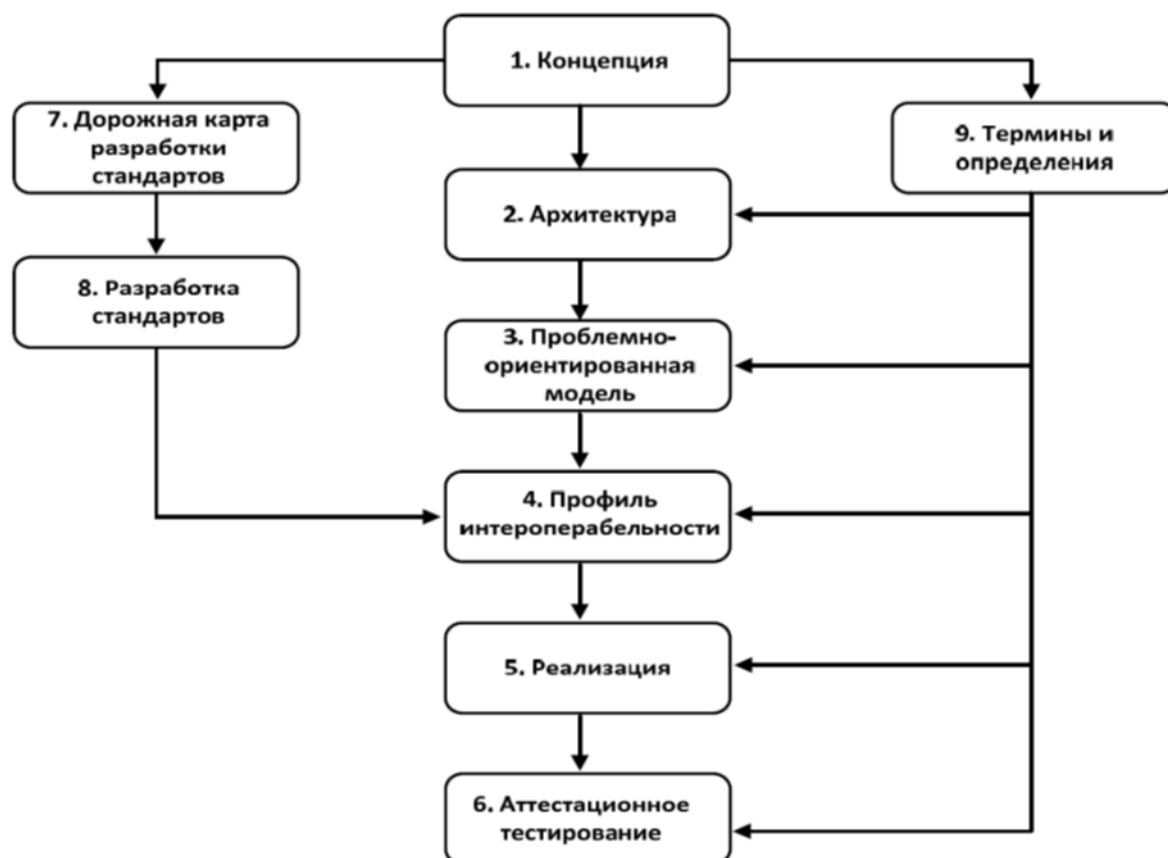 1. Концепция
7. Дорожная карта
разработки
стандартов
9. Термины и
определения
2. Архитектура
8. Разработка
стандартов
3. Проблемно-
ориентированная
модель
4. Профиль
интероперабельности
5. Реализация
6. Аттестационное
тестирование